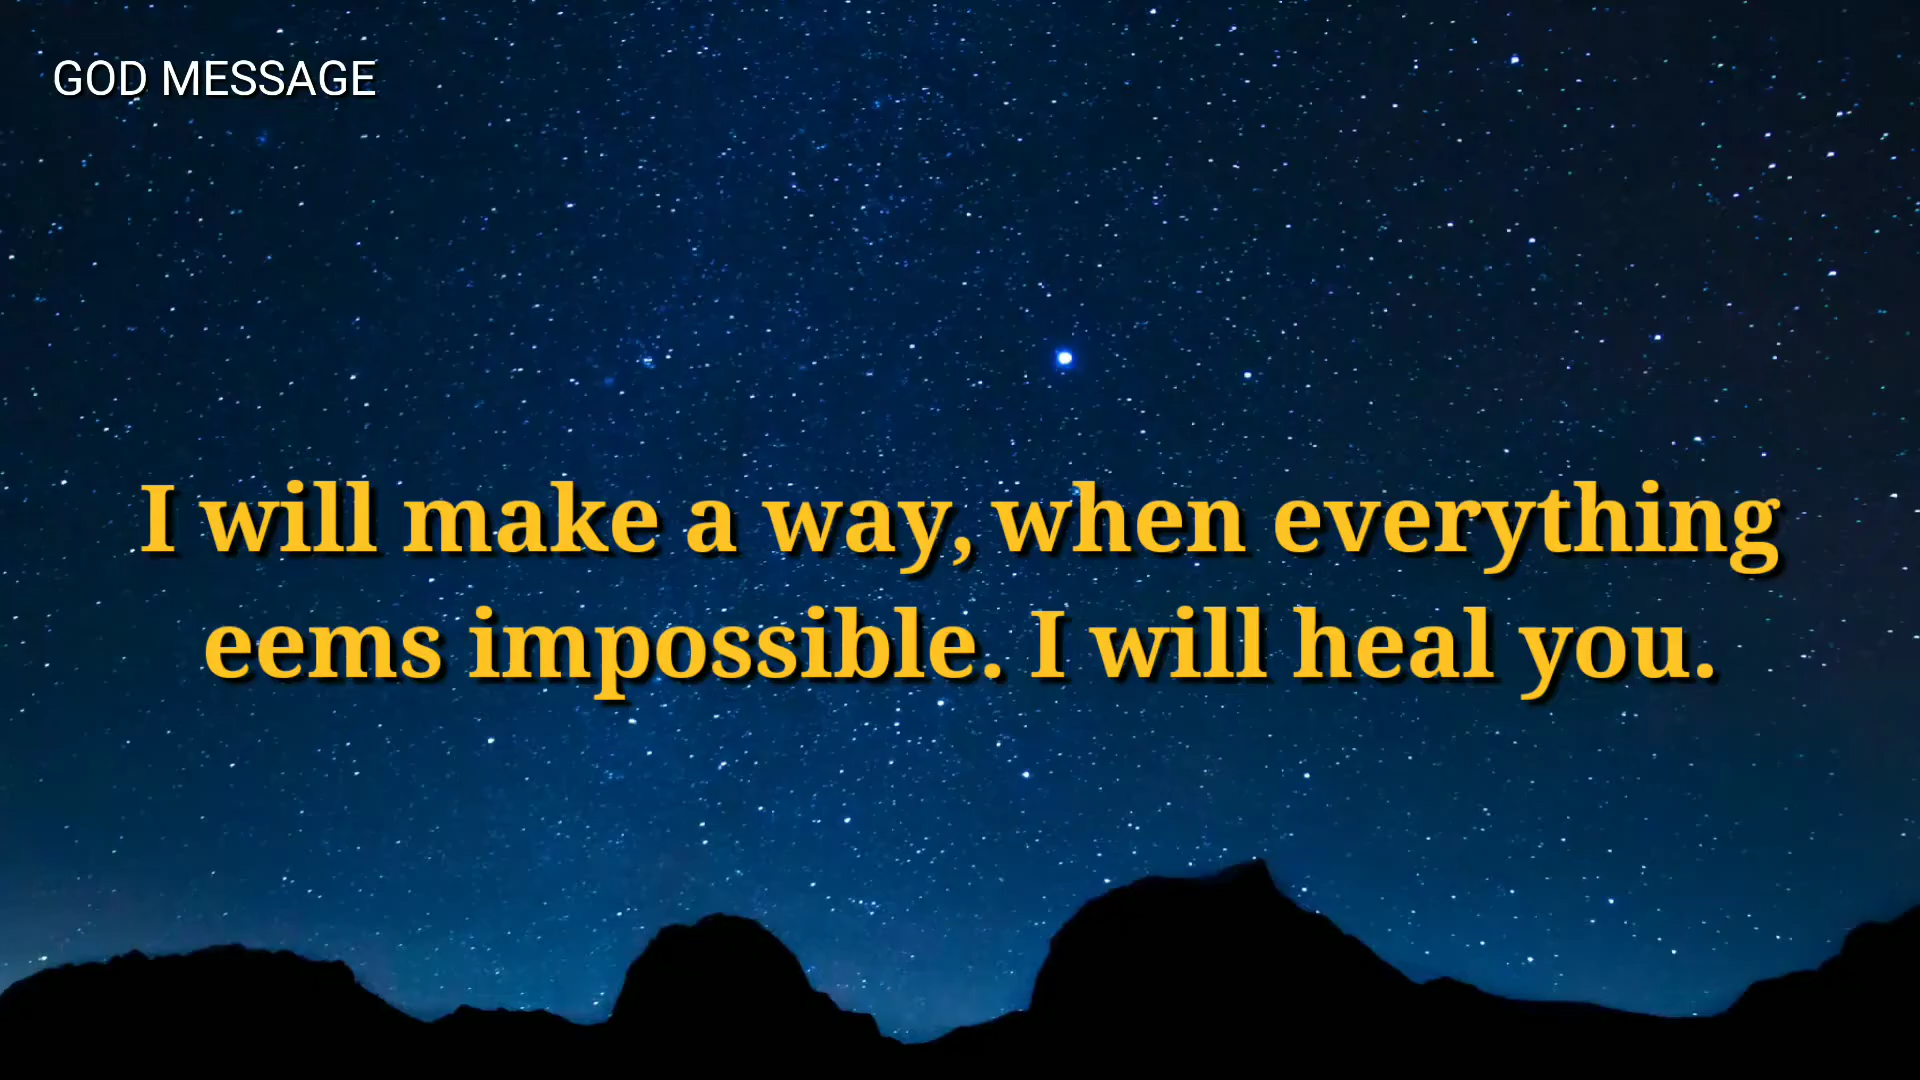 GOD MESSAGE
I will make a way, when everything
eems impossible. I will heal you.